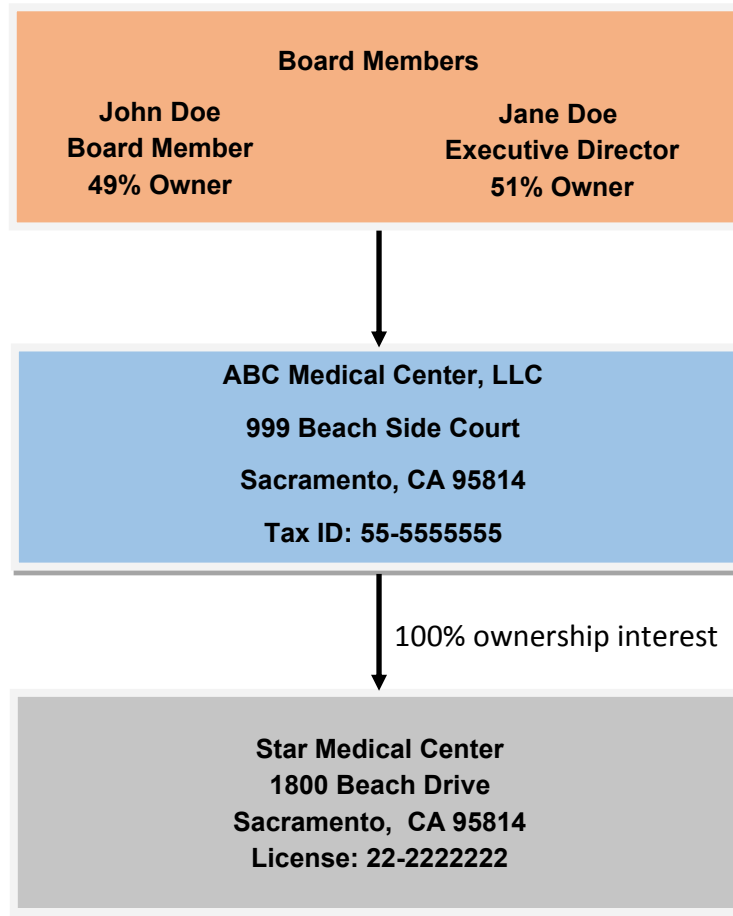 Board Members
John Doe
Board Member
49% Owner
Jane Doe
Executive Director
51% Owner
ABC Medical Center, LLC
999 Beach Side Court
Sacramento, CA 95814
Tax ID: 55-5555555
100% ownership interest
Star Medical Center
1800 Beach Drive
Sacramento,  CA 95814
License: 22-2222222